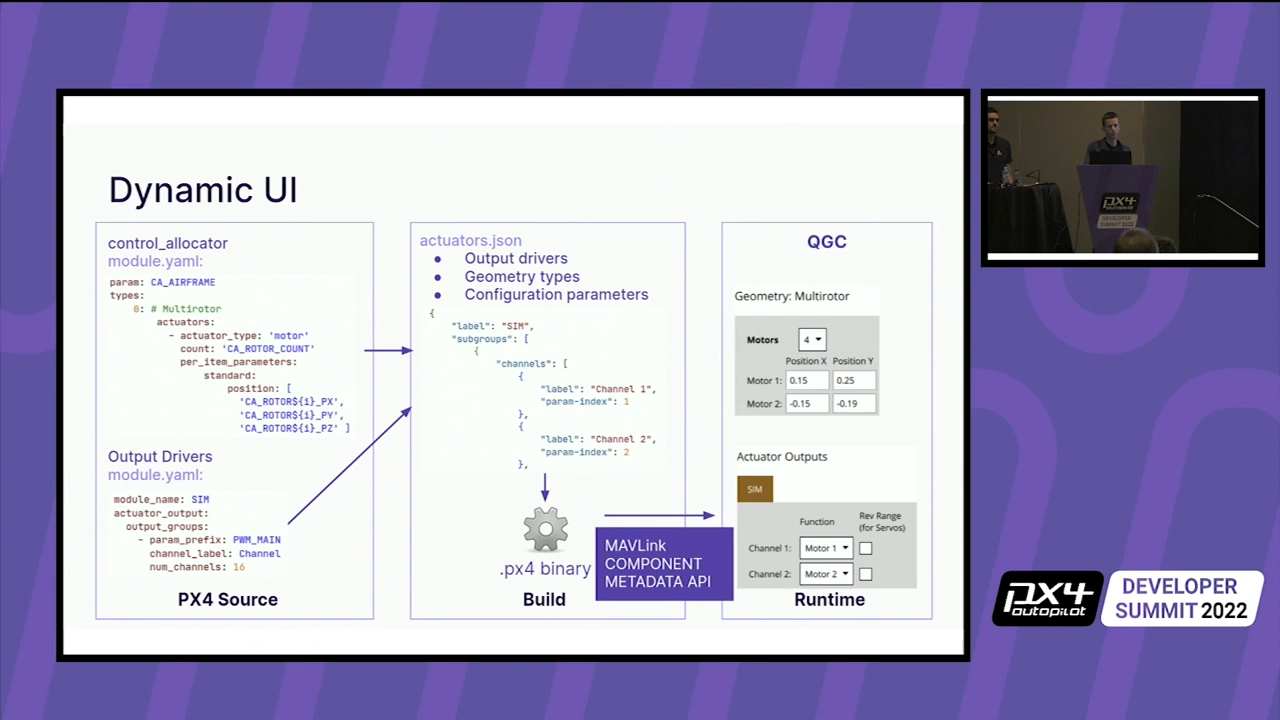 Dynamic UI
control_allocator
module.yaml:
param: CA_AIRFRAME
types:
0: # Multirotor
actuators:
- actuator_type: 'motor'
count: 'CA_ROTOR_COUNT'
per_item_parameters:
standard:
position: [
'CA_ROTOR${i}_PX',
'CA_ROTOR${i}_PY',
'CA_ROTOR${i}_PZ' ]
Output Drivers
module.yaml:
module_name: SIM
actuator_output:
output_groups:
- param_prefix: PWM_MAIN
channel_label: Channel
num_channels: 16
PX4 Source
actuators.json
● Output drivers
● Geometry types
● Configuration parameters
{
"label": "SIM",
"subgroups": [
{
"channels": [
{
"label": "Channel 1",
"param-index": 1
},
{
"label": "Channel 2",
"param-index": 2
},
.px4 binary
Build
MAVLink
COMPONENT
METADATA API
QGC
Geometry: Multirotor
Motors 4
Position X Position Y
Motor 1: 0.15 0.25
Motor 2: -0.15 -0.19
Actuator Outputs
SIM
Function Rev Range
(for Servos)
Channel 1: Motor 1
Channel 2: Motor 2
Runtime
PX4
autopilot
DEVELOPER
SUMMIT 2022
px4
autopilot
DEVELOPER
SUMMIT 2022